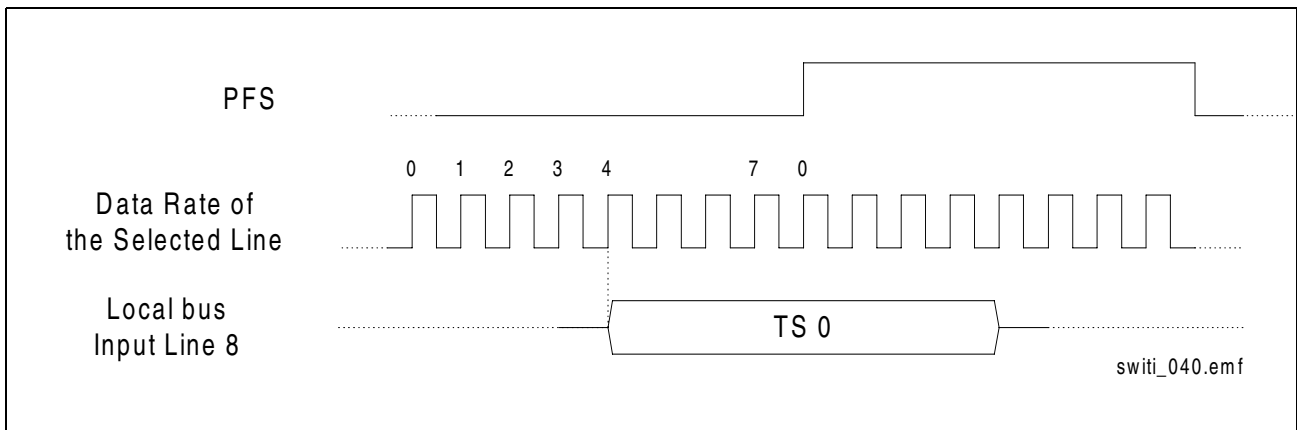 PFS
0 1 2 3 4 7 0
Data Rate of
the Selected Line
Local bus
Input Line 8
TS 0
switi_040.emf